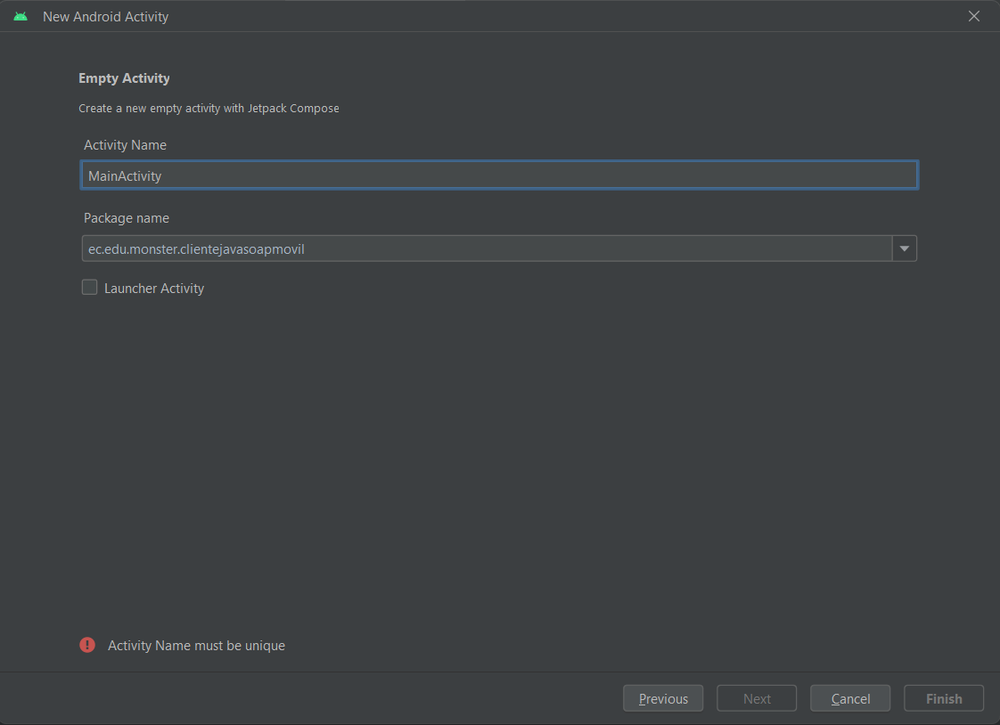 New Android Activity
Empty Activity
Create a new empty activity with Jetpack Compose
Activity Name
MainActivity
Package name
ec.edu.monster.clientejavasoapmovil
Launcher Activity
Activity Name must be unique
Previous Next Cancel Finish